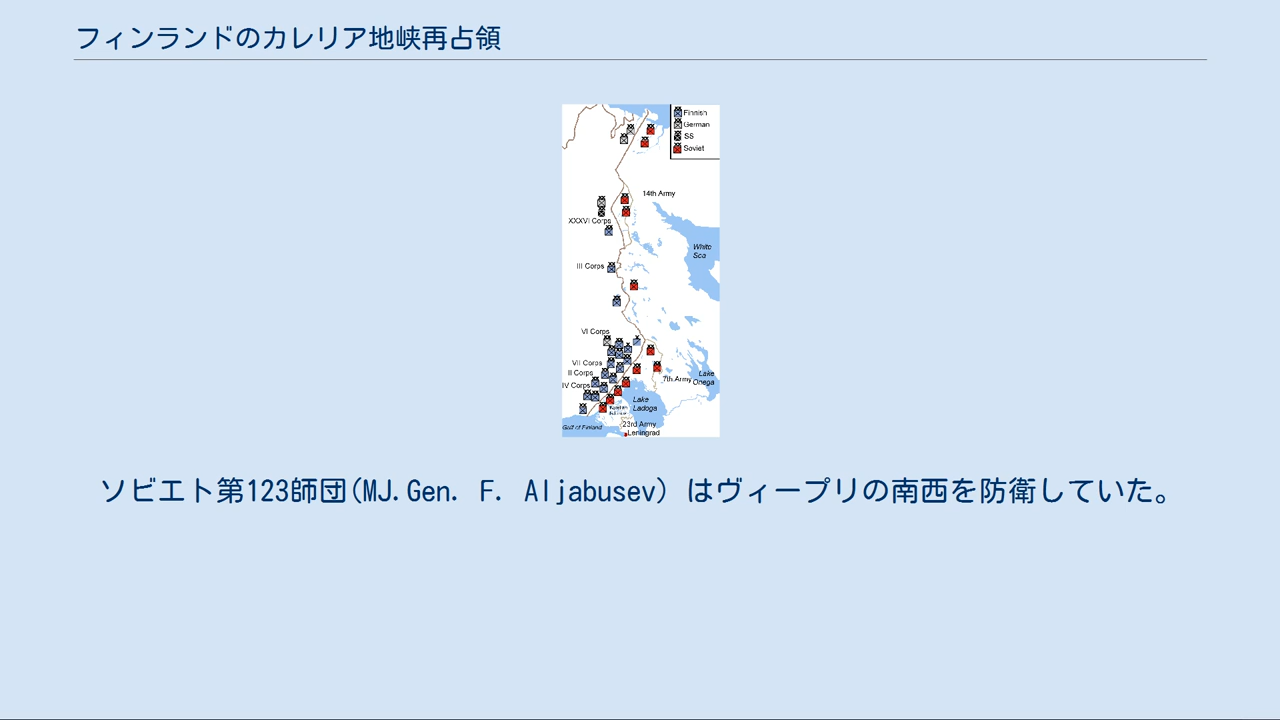 フィンランドのカレリア地峡再占領
Finnish
German
SS
Soviet
14th Army
XXXVI Corps
White
Sea
III Corps
VI Corps
VII Corps
II Corps
7th Army
Lake
Onega
IV Corps
Lake
Ladoga
23rd Army
Gulf of Finland
Leningrad
ソビエト第123師団(MJ.Gen. F. Aljabusev) はヴィープリの南西を防衛していた。